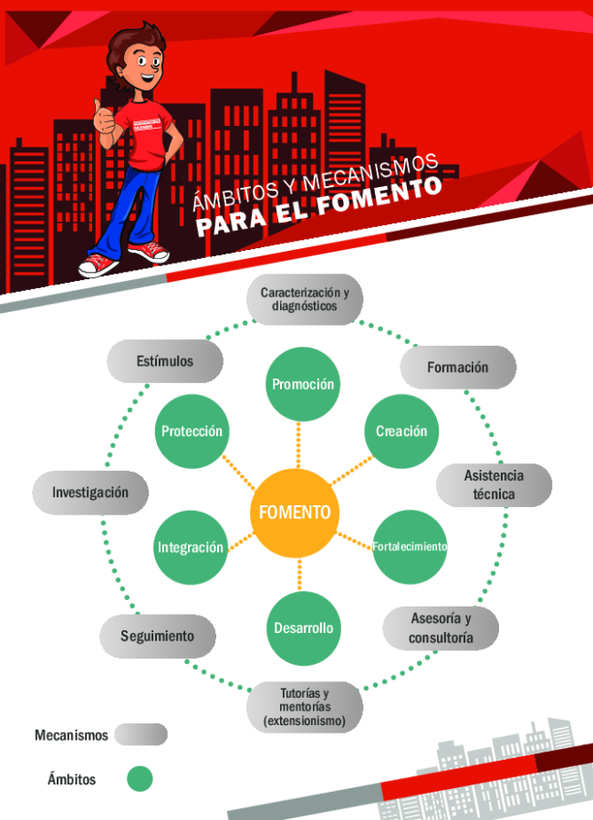 ÁMBITOS Y MECANISMOS
PARA EL FOMENTO
Caracterización y
diagnósticos
Estímulos
Formación
Promoción
Protección
Creación
Investigación
Asistencia
técnica
FOMENTO
Integración
Fortalecimiento
Seguimiento
Desarrollo
Asesoría y
consultoría
Tutorías y
mentorías
(extensionismo)
Mecanismos
Ámbitos